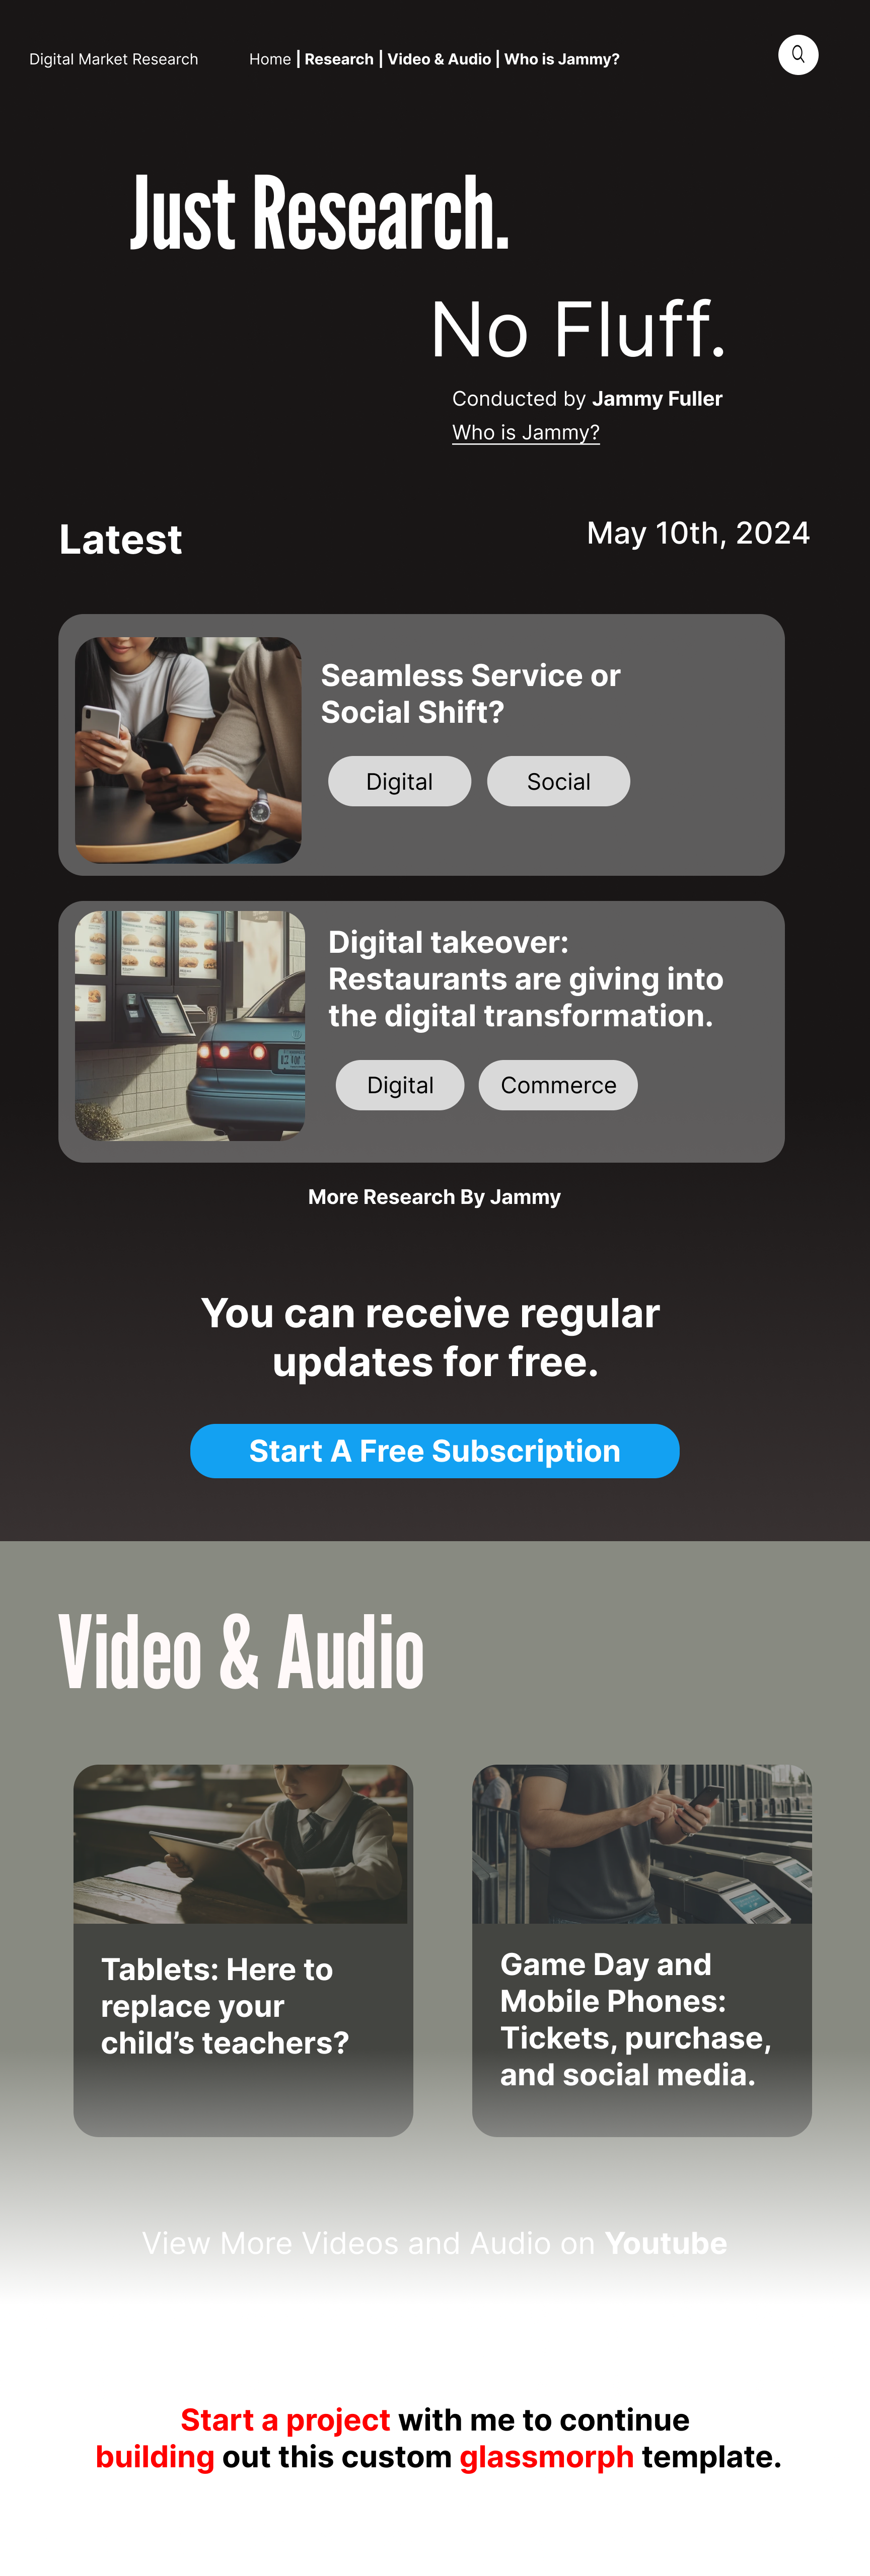 Digital Market Research
Home | Research | Video & Audio | Who is Jammy?
Just Research.
No Fluff.
Conducted by Jammy Fuller
Who is Jammy?
Latest
May 10th, 2024
Seamless Service or
Social Shift?
Digital
Social
Digital takeover:
Restaurants are giving into
the digital transformation.
Digital
Commerce
More Research By Jammy
You can receive regular
updates for free.
Start A Free Subscription
Video & Audio
Tablets: Here to
replace your
child’s teachers?
Game Day and
Mobile Phones:
Tickets, purchase,
and social media.
View More Videos and Audio on Youtube
Start a project with me to continue
building out this custom glassmorph template.